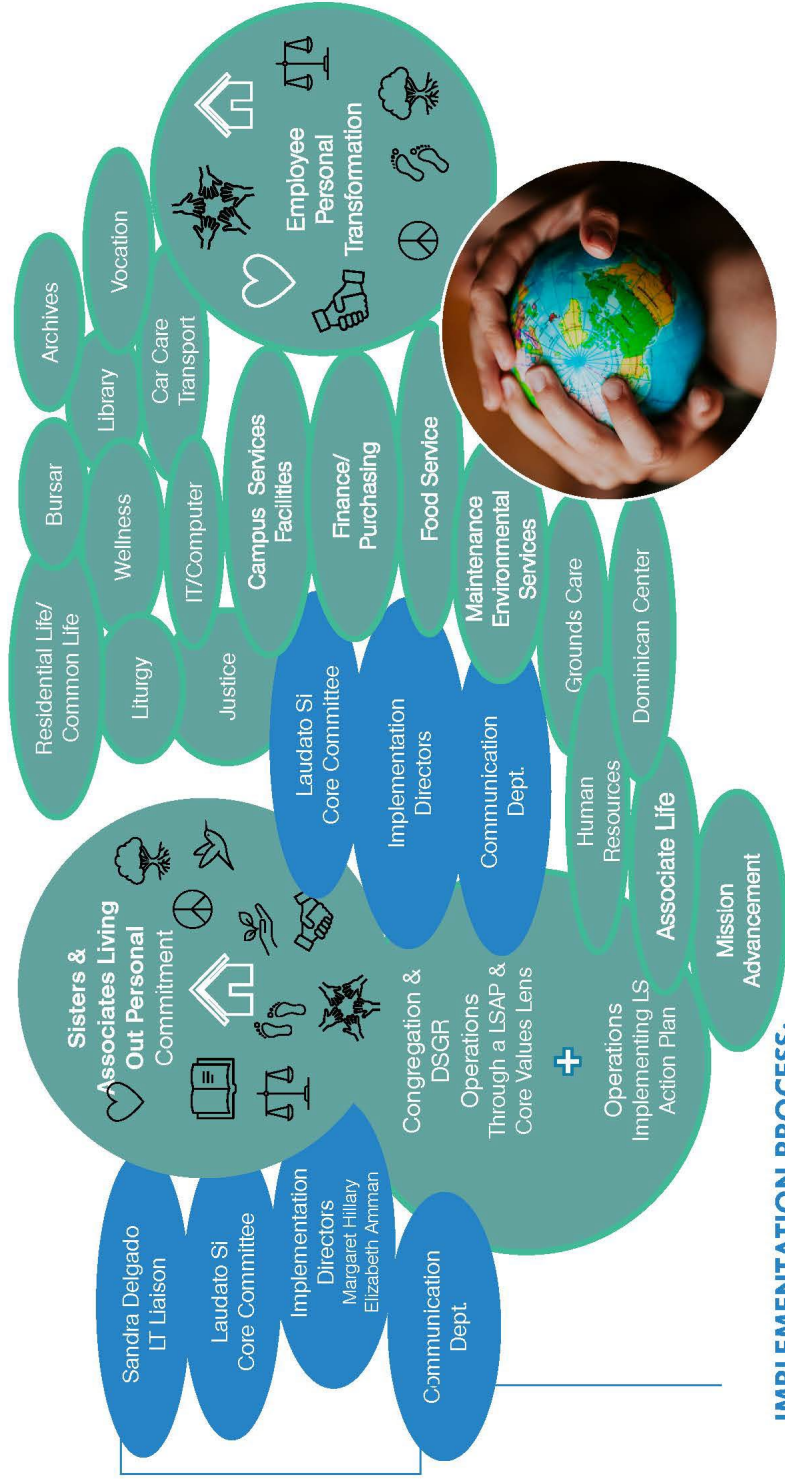 Sandra Delgado
LT Liaison
Laudato Si
Core Committee
Implementation
Directors
Margaret Hillary
Elizabeth Amman
Communication
Dept.
Sisters &
Associates Living
Out Personal
Commitment
Congregation &
DSGR
Operations
Through a LSAP &
Core Values Lens
+
Operations
Implementing LS
Action Plan
Laudato Si
Core Committee
Implementation
Directors
Communication
Dept.
Residential Life/
Common Life
Bursar
Archives
Liturgy
Wellness
Library
Vocation
Justice
IT/Computer
Car Care
Transport
Campus Services
Facilities
Finance/
Purchasing
Food Service
Maintenance
Environmental
Services
Grounds Care
Dominican Center
Human
Resources
Associate Life
Mission
Advancement
Employee
Personal
Transformation
IMPLEMENTATION PROCESS: